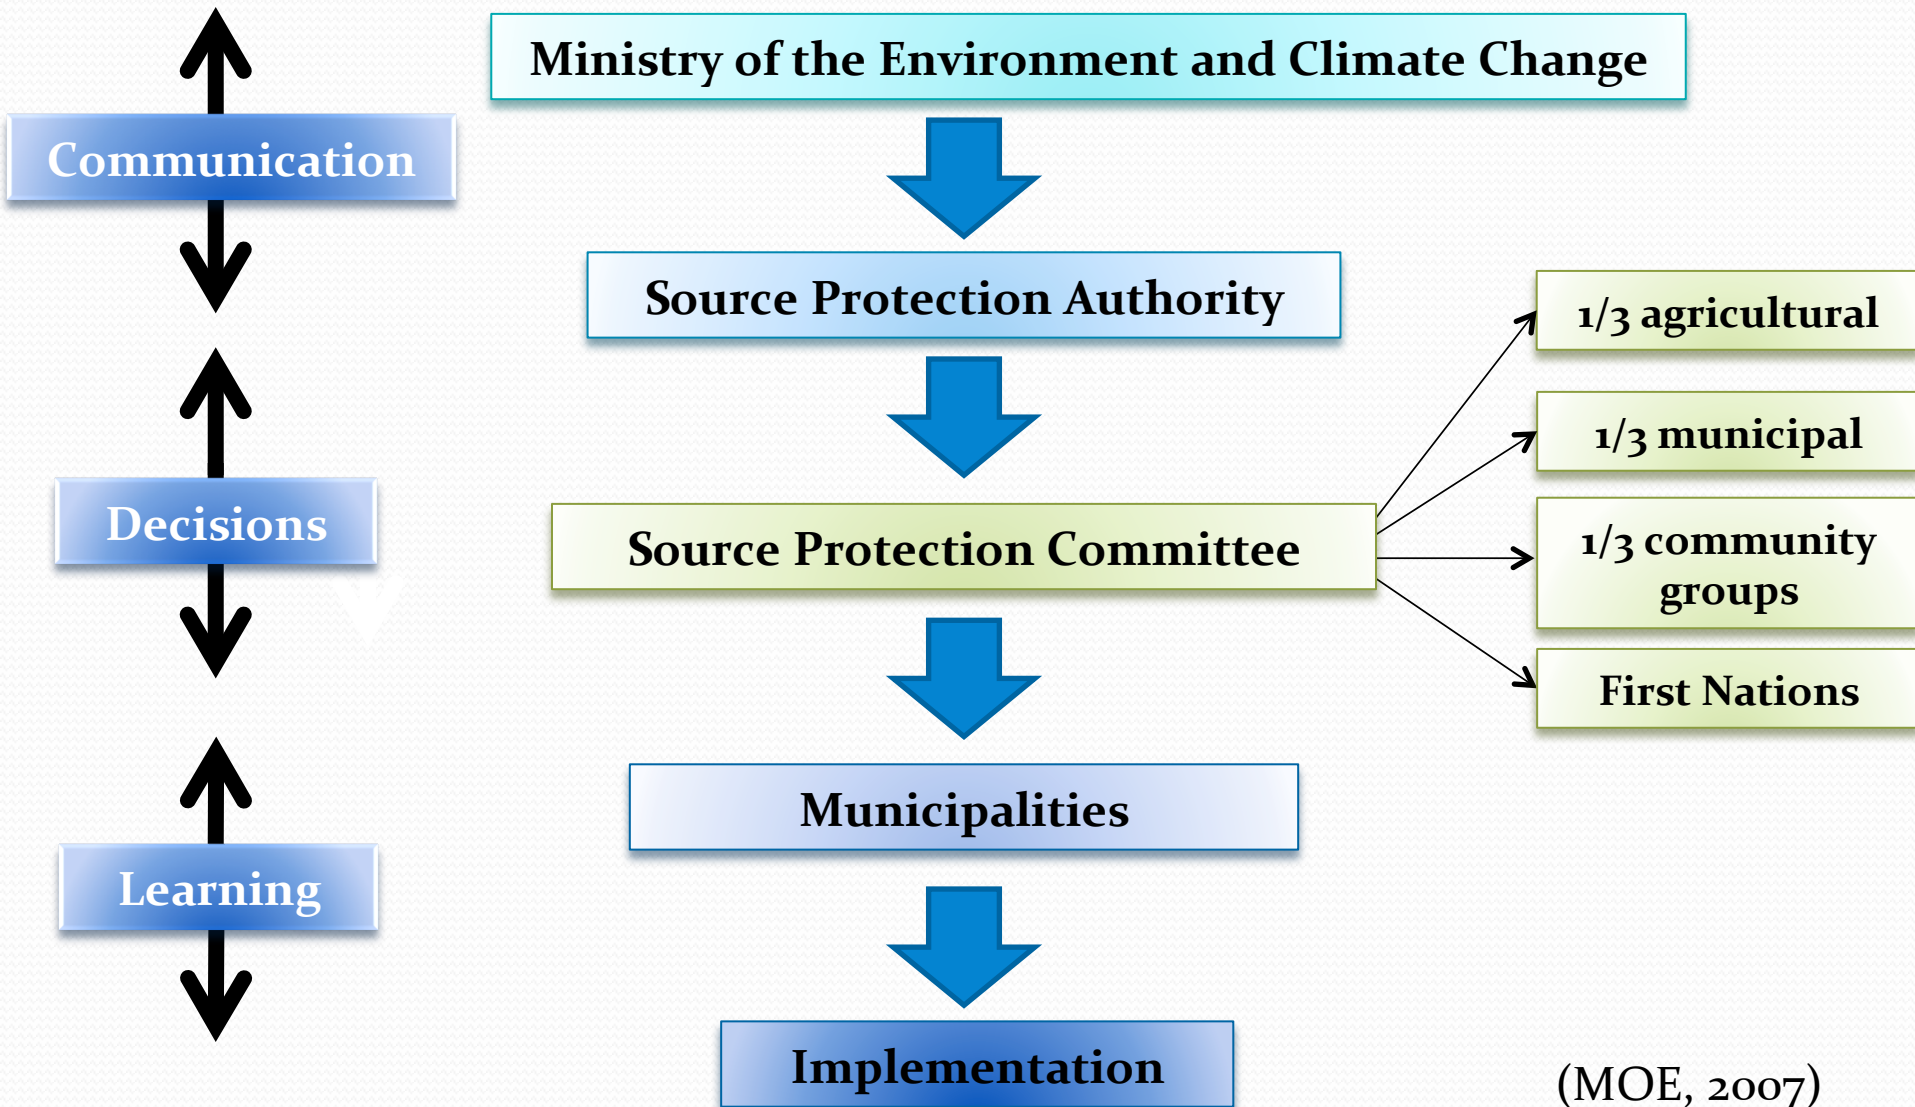 Ministry of the Environment and Climate Change
Communication
Source Protection Authority
1/3 agricultural
1/3 municipal
Decisions
Source Protection Committee
1/3 community
groups
First Nations
Municipalities
Learning
Implementation
(MOE, 2007)